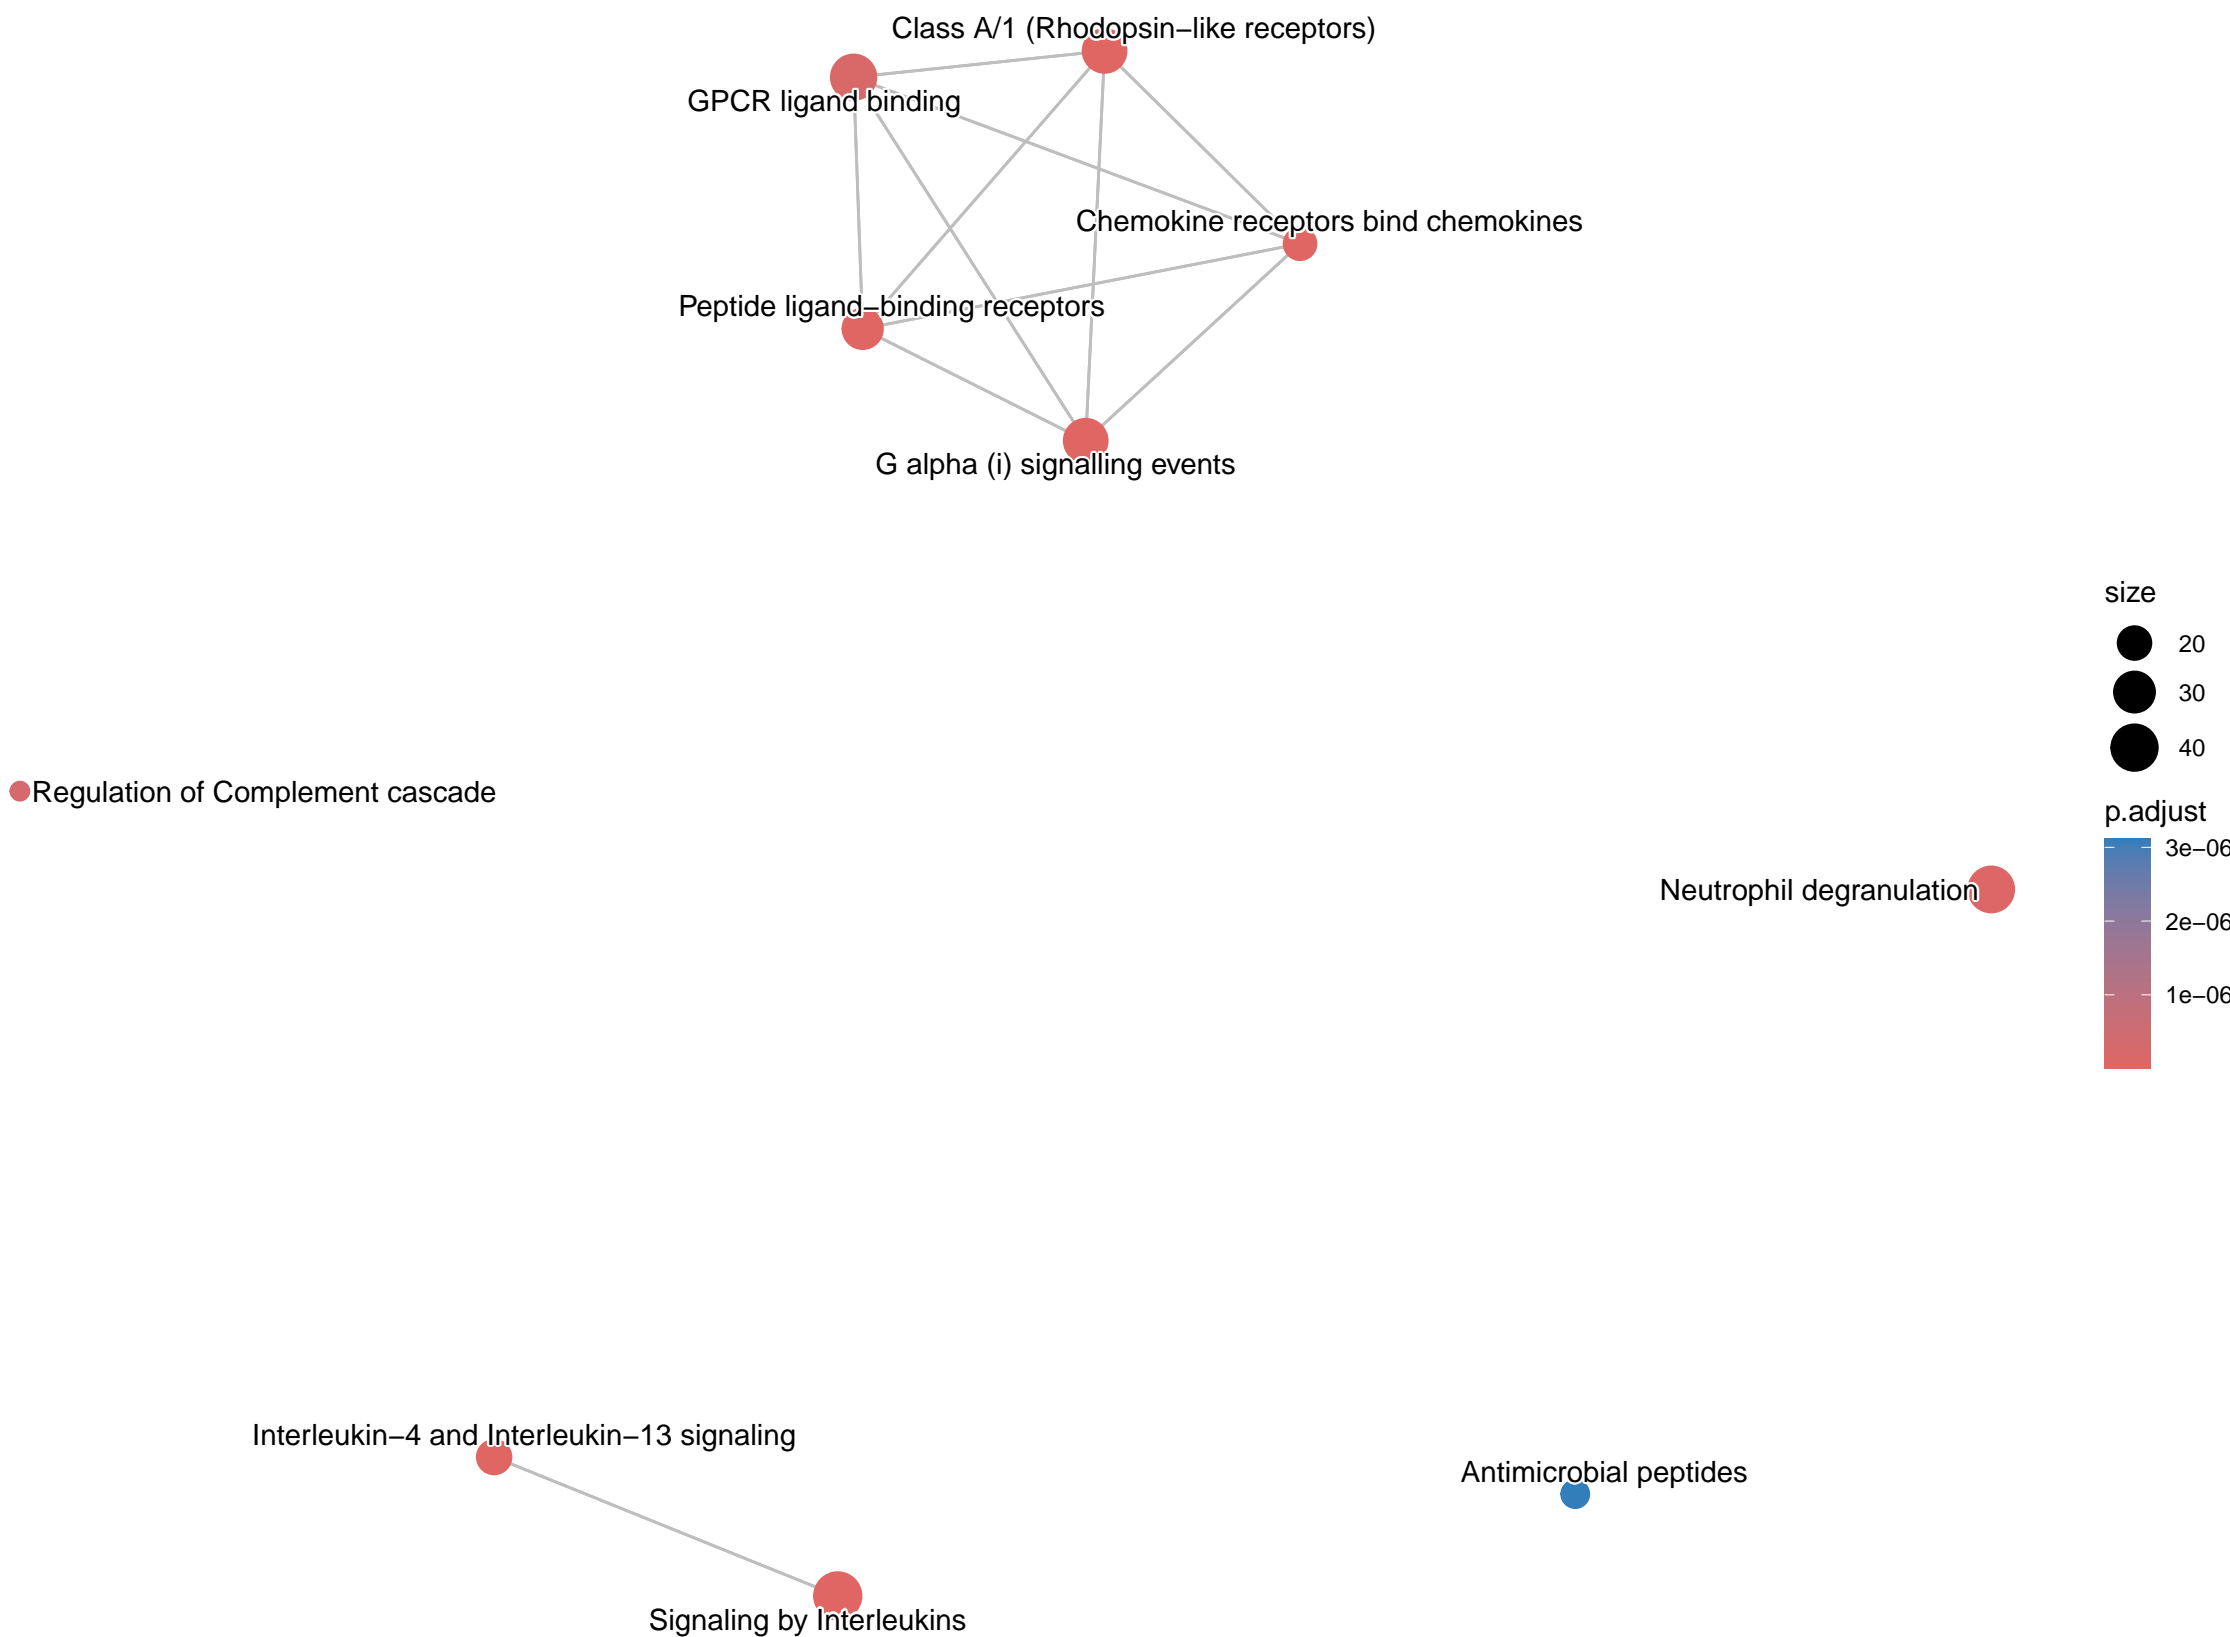 Class A/1 (Rhodopsin−like receptors)
GPCR ligand binding
Chemokine receptors bind chemokines
Peptide ligand−binding receptors
G alpha (i) signalling events
size
20
30
40
Regulation of Complement cascade
p.adjust
3e−06
2e−06
1e−06
Neutrophil degranulation
Interleukin−4 and Interleukin−13 signaling
Antimicrobial peptides
Signaling by Interleukins